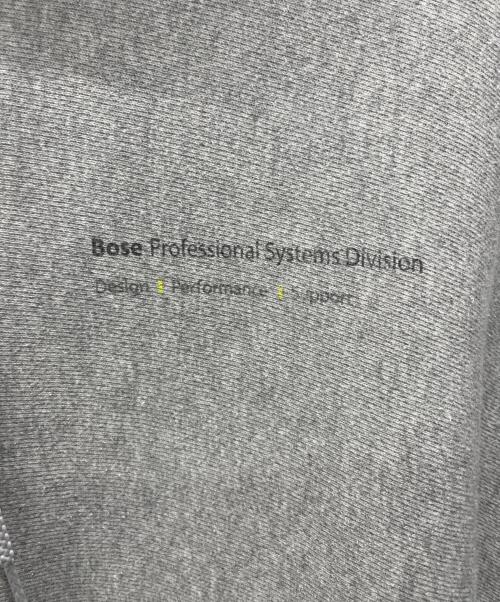 Bose Professional Systems Division
Design | Performance | Support